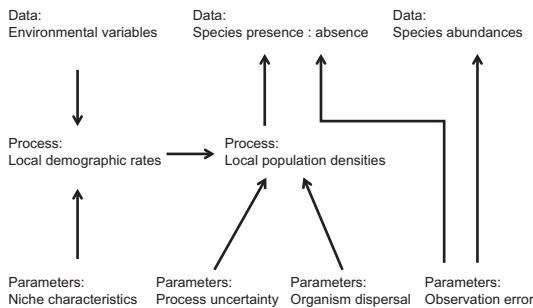 Data:
Environmental variables
Data:
Species presence : absence
Data:
Species abundances
Process:
Local demographic rates
Process:
Local population densities
Parameters:
Niche characteristics
Parameters:
Process uncertainty
Parameters:
Organism dispersal
Parameters:
Observation error